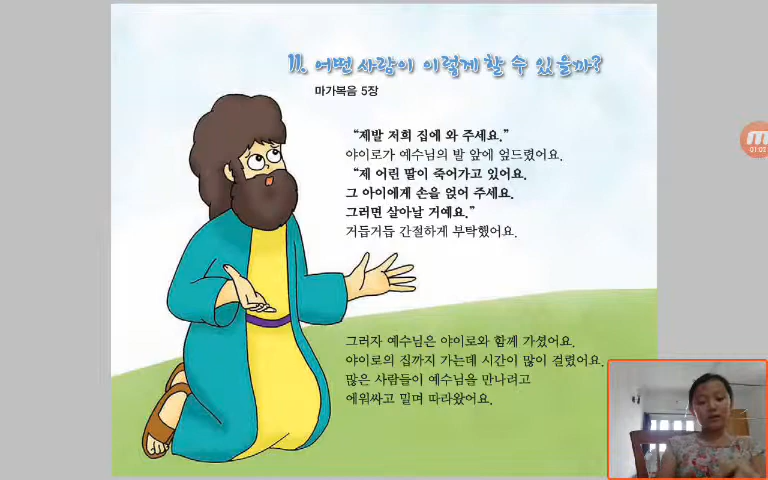 11. 어떤 사람이 이렇게 할 수 있을까?
마가복음 5장
“제발 저희 집에 와 주세요.”
야이로가 예수님의 발 앞에 엎드렸어요.
“제 어린 딸이 죽어가고 있어요.
그 아이에게 손을 얹어 주세요.
그러면 살아날 거예요.”
거듭거듭 간절하게 부탁했어요.
그러자 예수님은 야이로와 함께 가셨어요.
야이로의 집까지 가는데 시간이 많이 걸렸어요.
많은 사람들이 예수님을 만나려고
에워싸고 밀며 따라왔어요.
01:02